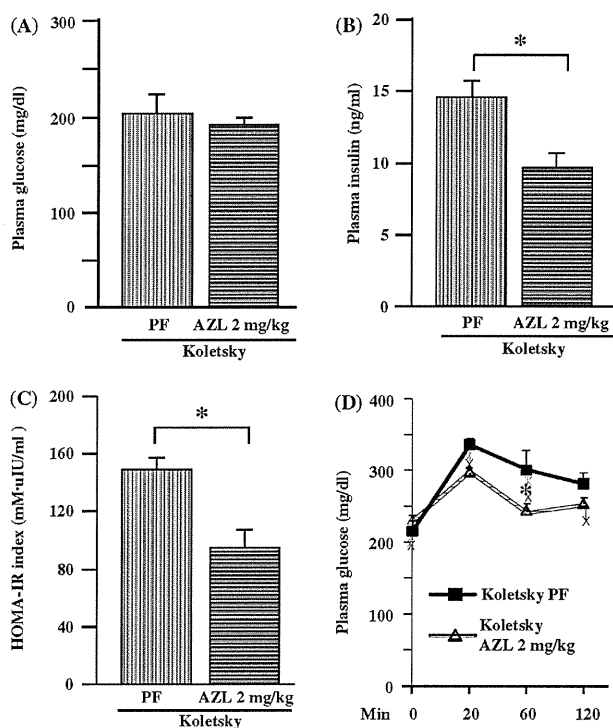 (A)
Plasma glucose (mg/dl)
300
200
100
0
PF
AZL 2 mg/kg
Koletsky
(B)
Plasma insulin (ng/ml)
20
15
10
5
0
*
PF
AZL 2 mg/kg
Koletsky
(C)
HOMA-IR index (mM·uIU/ml)
200
160
120
80
40
0
*
PF
AZL 2 mg/kg
Koletsky
(D)
Plasma glucose (mg/dl)
400
300
200
100
0
*
Koletsky PF
Koletsky
AZL 2 mg/kg
Min
0
20
60
120